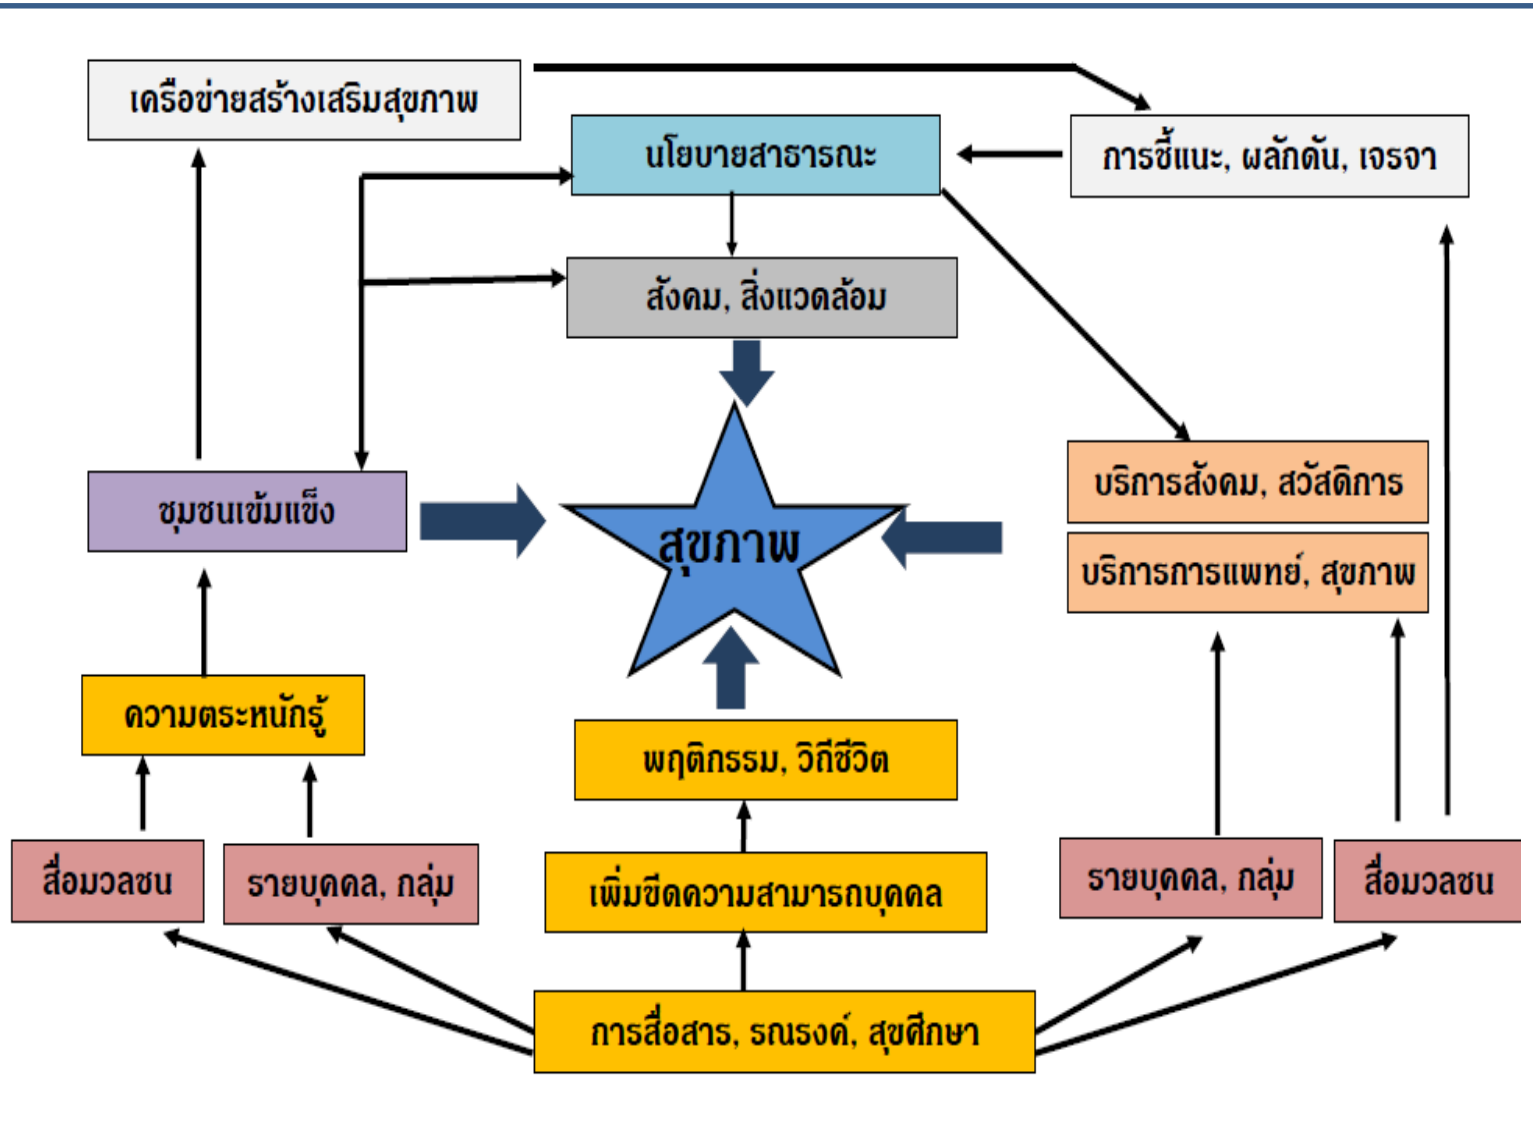 เครือข่ายสร้างเสริมสุขภาพ
นโยบายสาธารณะ
การชี้แนะ, ผลักดัน, เจรจา
สังคม, สิ่งแวดล้อม
บริการสังคม, สวัสดิการ
ชุมชนเข้มแข็ง
สุขภาพ
บริการการแพทย์, สุขภาพ
ความตระหนักรู้
พฤติกรรม, วิถีชีวิต
สื่อมวลชน
รายบุคคล, กลุ่ม
เพิ่มขีดความสามารถบุคคล
รายบุคคล, กลุ่ม
สื่อมวลชน
การสื่อสาร, รณรงค์, สุขศึกษา